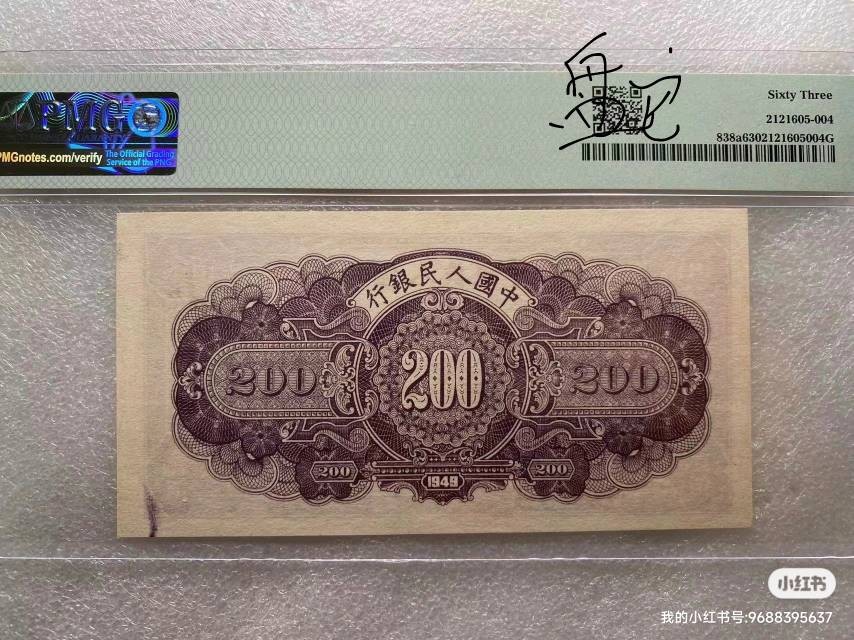 PMG
PMGnotes.com/verify
The Official Grading
Service of the PNG
Sixty Three
2121605-004
838a6302121605004G
行銀民人國中
200
200
200
200
200
1949
小红书
我的小红书号:9688395637